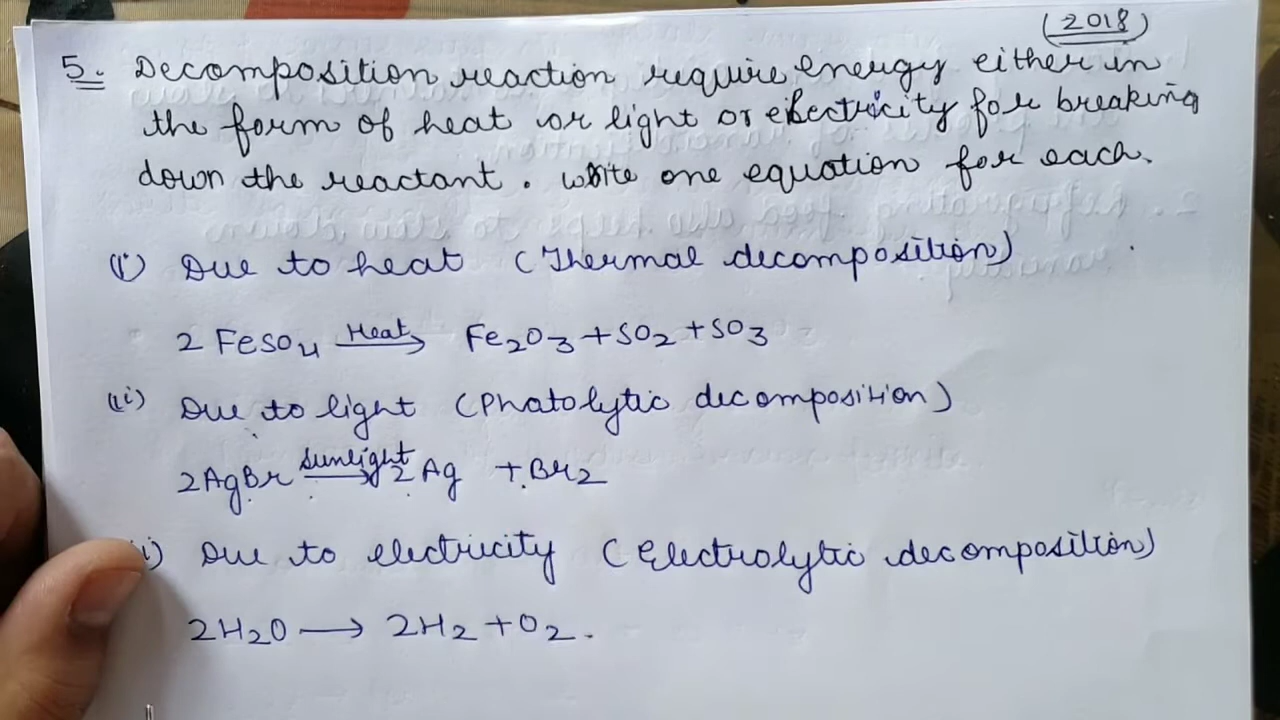 (2018)
5. Decomposition reaction require energy either in
the form of heat or light or electricity for breaking
down the reactant. write one equation for each.
(i) Due to heat (Thermal decomposition)
2 FeSO4 Heat→ Fe2O3 + SO2 + SO3
(ii) Due to light (Photolytic decomposition)
2AgBr sunlight→ 2Ag + Br2
i) Due to electricity (Electrolytic decomposition)
2H2O → 2H2 + O2.